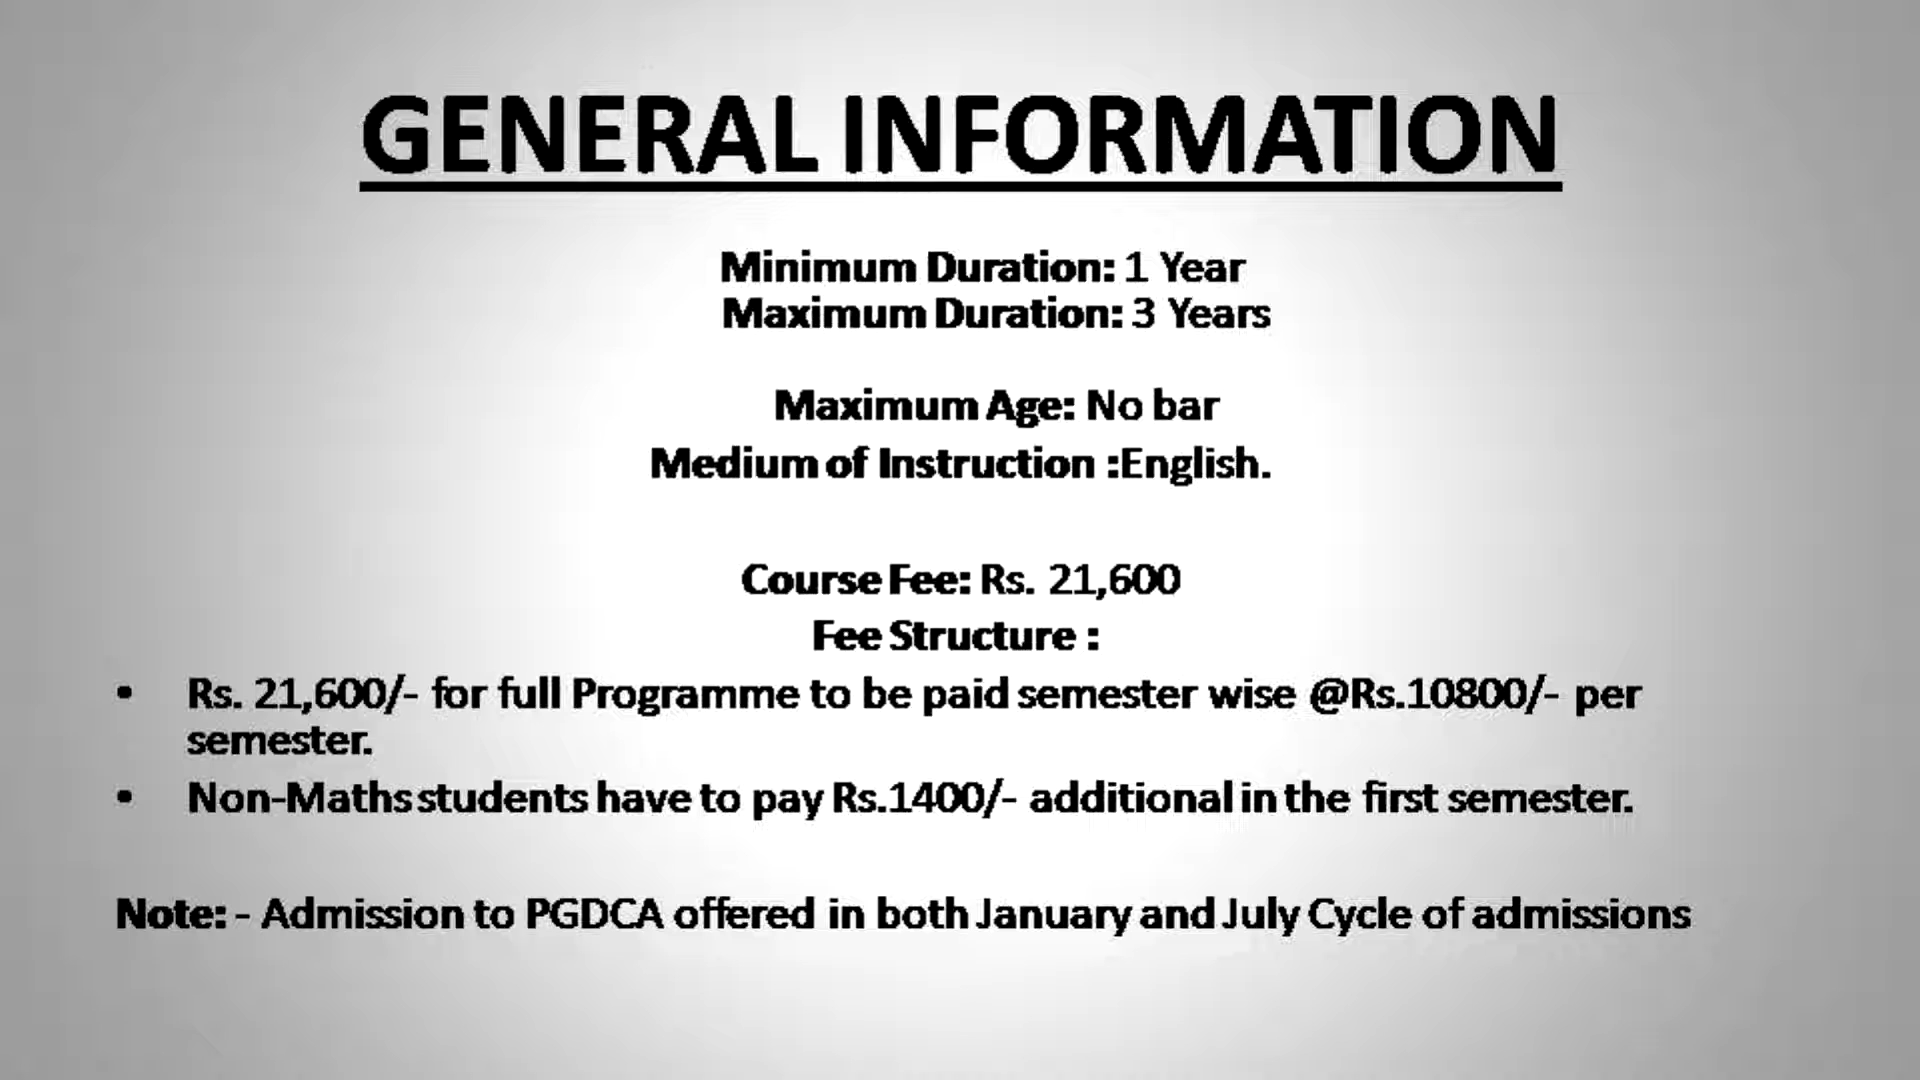 GENERAL INFORMATION
Minimum Duration: 1 Year
Maximum Duration: 3 Years
Maximum Age: No bar
Medium of Instruction :English.
Course Fee: Rs. 21,600
Fee Structure :
• Rs. 21,600/- for full Programme to be paid semester wise @Rs.10800/- per
semester.
• Non-Maths students have to pay Rs.1400/- additional in the first semester.
Note: - Admission to PGDCA offered in both January and July Cycle of admissions